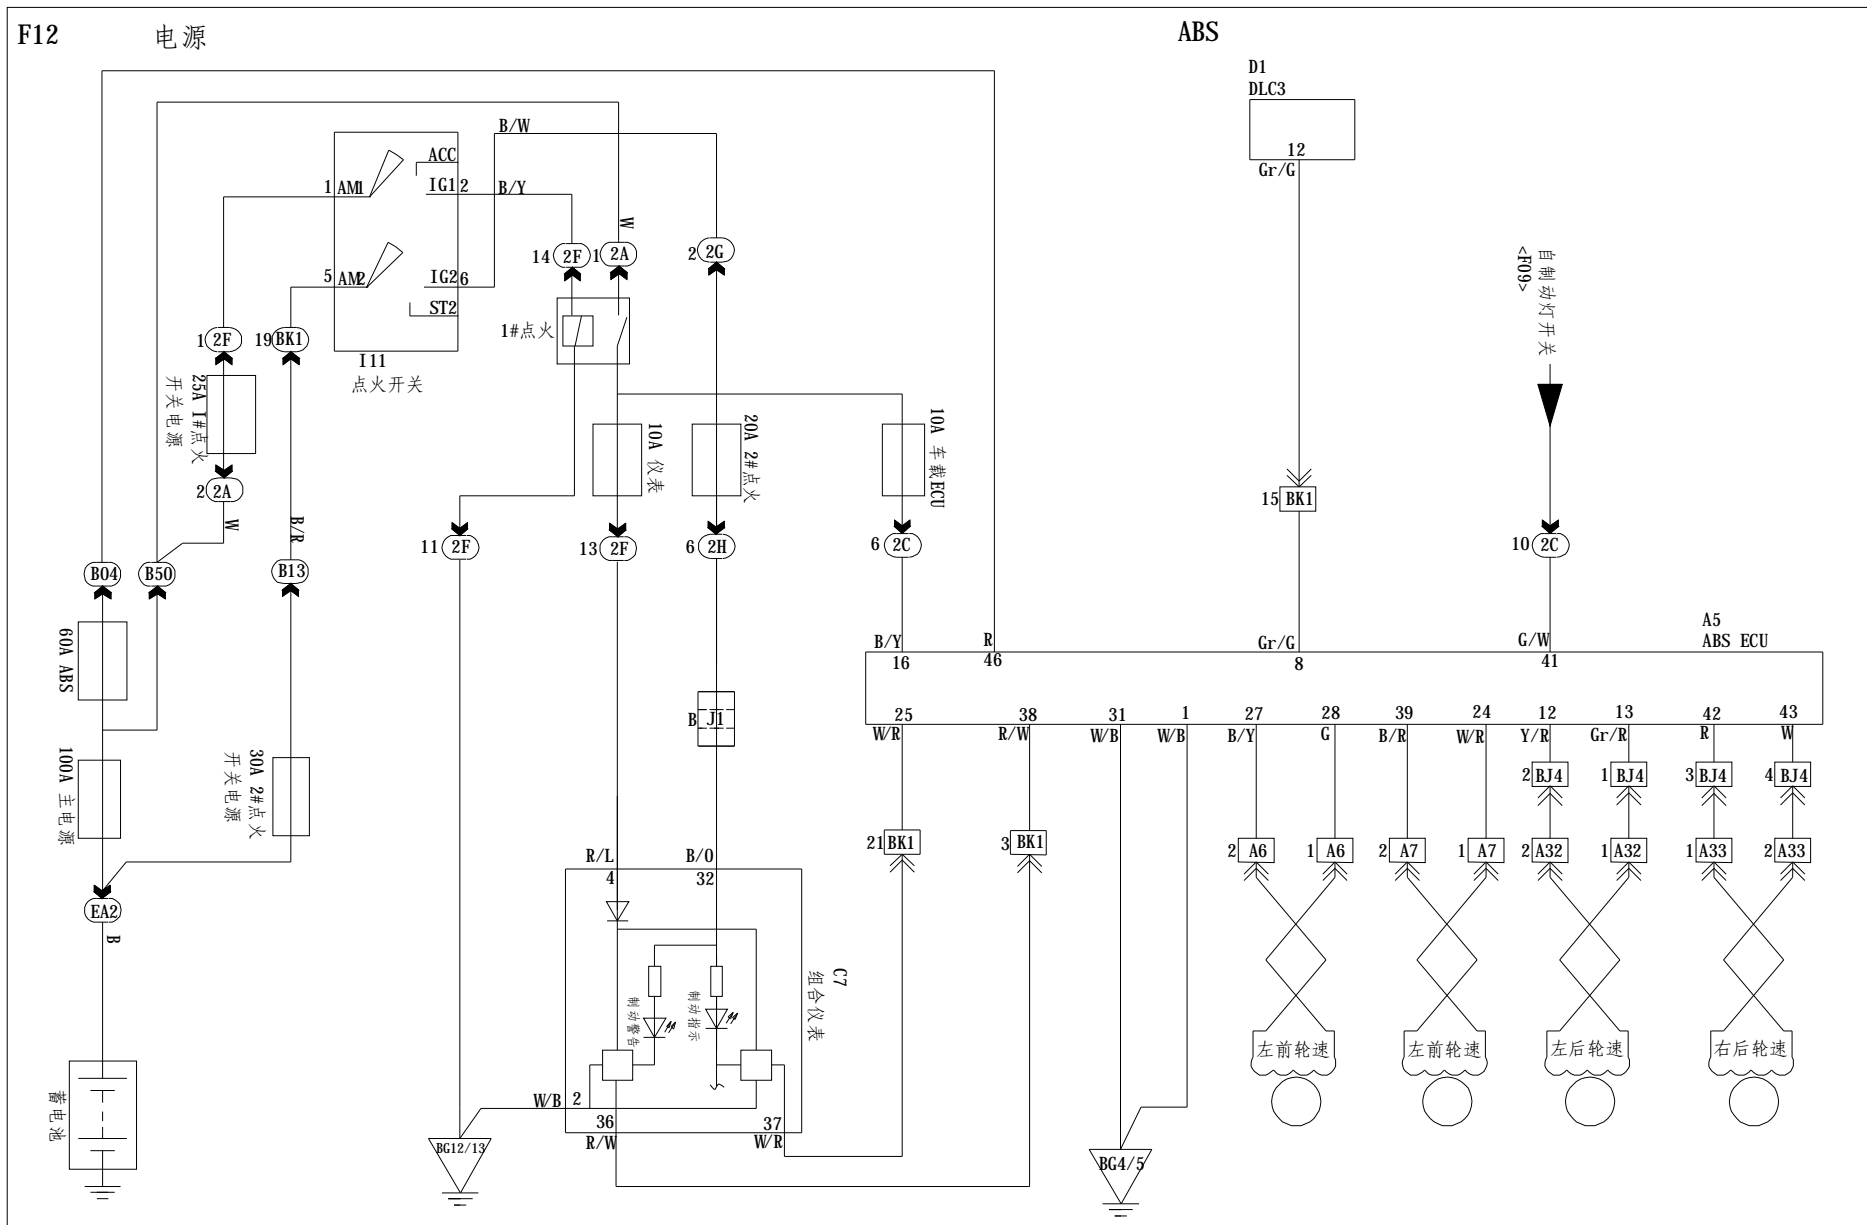 F12
电源
ABS
D1
DLC3
12
Gr/G
B/W
ACC
1 AM1
IG1 2
B/Y
5 AM2
IG2 6
ST2
I11
点火开关
W
14 2F
1 2A
2 2G
1#点火
自制动灯开关
<F09>
1 2F
19 BK1
25A 1#点火
开关电源
2 2A
W
B/R
10A 仪表
20A 2#点火
10A 车载ECU
15 BK1
11 2F
13 2F
6 2H
6 2C
10 2C
B04
B50
B13
60A ABS
100A 主电源
30A 2#点火
开关电源
EA2
B
蓄电池
A5
ABS ECU
B/Y
16
R
46
Gr/G
8
G/W
41
B J1
25
W/R
38
R/W
31
W/B
1
W/B
27
B/Y
28
G
39
B/R
24
W/R
12
Y/R
13
Gr/R
42
R
43
W
2 BJ4
1 BJ4
3 BJ4
4 BJ4
21 BK1
3 BK1
2 A6
1 A6
2 A7
1 A7
2 A32
1 A32
1 A33
2 A33
R/L
4
B/O
32
C7
组合仪表
制动警告
制动指示
左前轮速
左前轮速
左后轮速
右后轮速
W/B 2
36
R/W
37
W/R
BG12/13
BG4/5